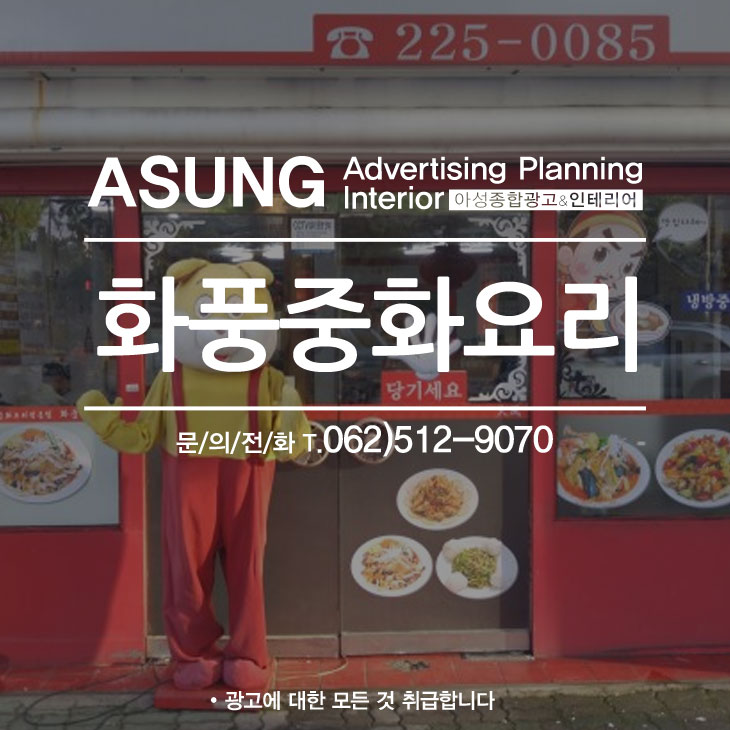 ☎ 225-0085
ASUNG Advertising Planning
Interior 아성종합광고&인테리어
화풍중화요리
냉방중
당기세요
문/의/전/화 T.062)512-9070
• 광고에 대한 모든 것 취급합니다